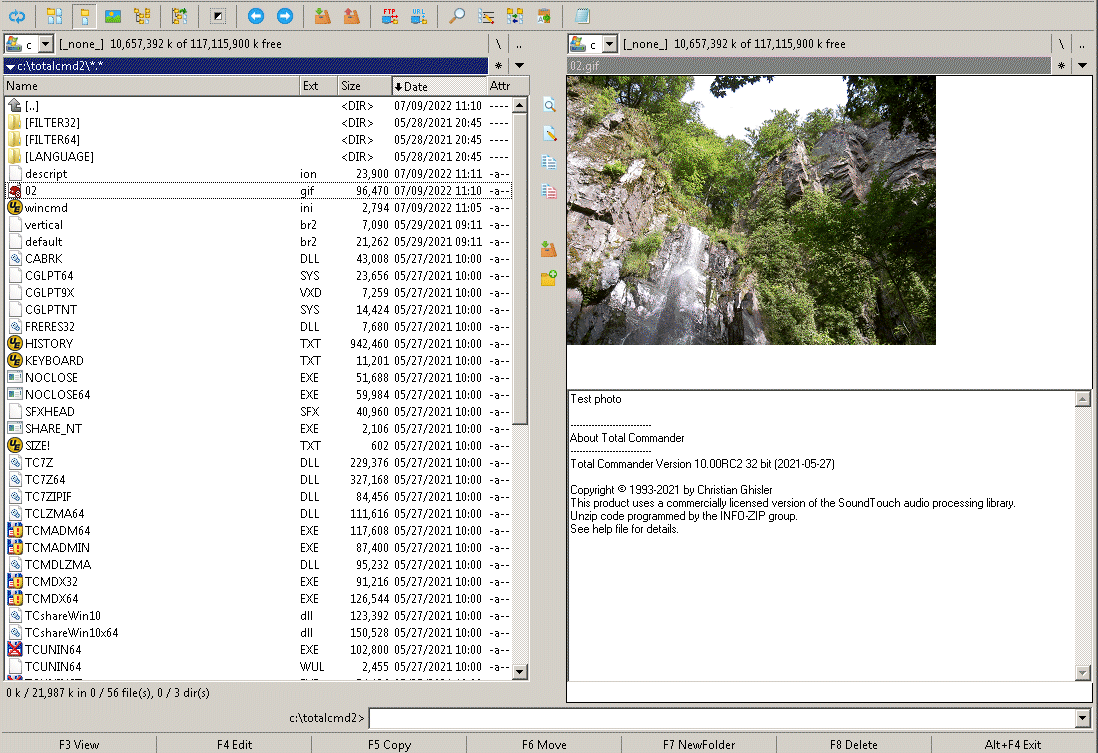 FTP URL
c [_none_] 10,657,392 k of 117,115,900 k free \ ..
c [_none_] 10,657,392 k of 117,115,900 k free \ ..
c:\totalcmd2\*.* *
02.gif *
Name Ext Size Date Attr
[..] <DIR> 07/09/2022 11:10 ----
[FILTER32] <DIR> 05/28/2021 20:45 ----
[FILTER64] <DIR> 05/28/2021 20:45 ----
[LANGUAGE] <DIR> 05/28/2021 20:45 ----
descript ion 23,900 07/09/2022 11:11 -a--
02 gif 96,470 07/09/2022 11:10 -a--
wincmd ini 2,794 07/09/2022 11:05 -a--
vertical br2 7,090 05/29/2021 09:11 -a--
default br2 21,262 05/29/2021 09:11 -a--
CABRK DLL 43,008 05/27/2021 10:00 -a--
CGLPT64 SYS 23,656 05/27/2021 10:00 -a--
CGLPT9X VXD 7,259 05/27/2021 10:00 -a--
CGLPTNT SYS 14,424 05/27/2021 10:00 -a--
FRERES32 DLL 7,680 05/27/2021 10:00 -a--
HISTORY TXT 942,460 05/27/2021 10:00 -a--
KEYBOARD TXT 11,201 05/27/2021 10:00 -a--
NOCLOSE EXE 51,688 05/27/2021 10:00 -a--
NOCLOSE64 EXE 59,984 05/27/2021 10:00 -a--
SFXHEAD SFX 40,960 05/27/2021 10:00 -a--
SHARE_NT EXE 2,106 05/27/2021 10:00 -a--
SIZE! TXT 602 05/27/2021 10:00 -a--
TC7Z DLL 229,376 05/27/2021 10:00 -a--
TC7Z64 DLL 327,168 05/27/2021 10:00 -a--
TC7ZIPIF DLL 84,456 05/27/2021 10:00 -a--
TCLZMA64 DLL 111,616 05/27/2021 10:00 -a--
TCMADM64 EXE 117,608 05/27/2021 10:00 -a--
TCMADMIN EXE 87,400 05/27/2021 10:00 -a--
TCMDLZMA DLL 95,232 05/27/2021 10:00 -a--
TCMDX32 EXE 91,216 05/27/2021 10:00 -a--
TCMDX64 EXE 126,544 05/27/2021 10:00 -a--
TCshareWin10 dll 123,392 05/27/2021 10:00 -a--
TCshareWin10x64 dll 150,528 05/27/2021 10:00 -a--
TCUNIN64 EXE 102,800 05/27/2021 10:00 -a--
TCUNIN64 WUL 2,455 05/27/2021 10:00 -a--
Test photo
---------------------------
About Total Commander
---------------------------
Total Commander Version 10.00RC2 32 bit (2021-05-27)
Copyright © 1993-2021 by Christian Ghisler
This product uses a commercially licensed version of the SoundTouch audio processing library.
Unzip code programmed by the INFO-ZIP group.
See help file for details.
0 k / 21,987 k in 0 / 56 file(s), 0 / 3 dir(s)
c:\totalcmd2>
F3 View F4 Edit F5 Copy F6 Move F7 NewFolder F8 Delete Alt+F4 Exit